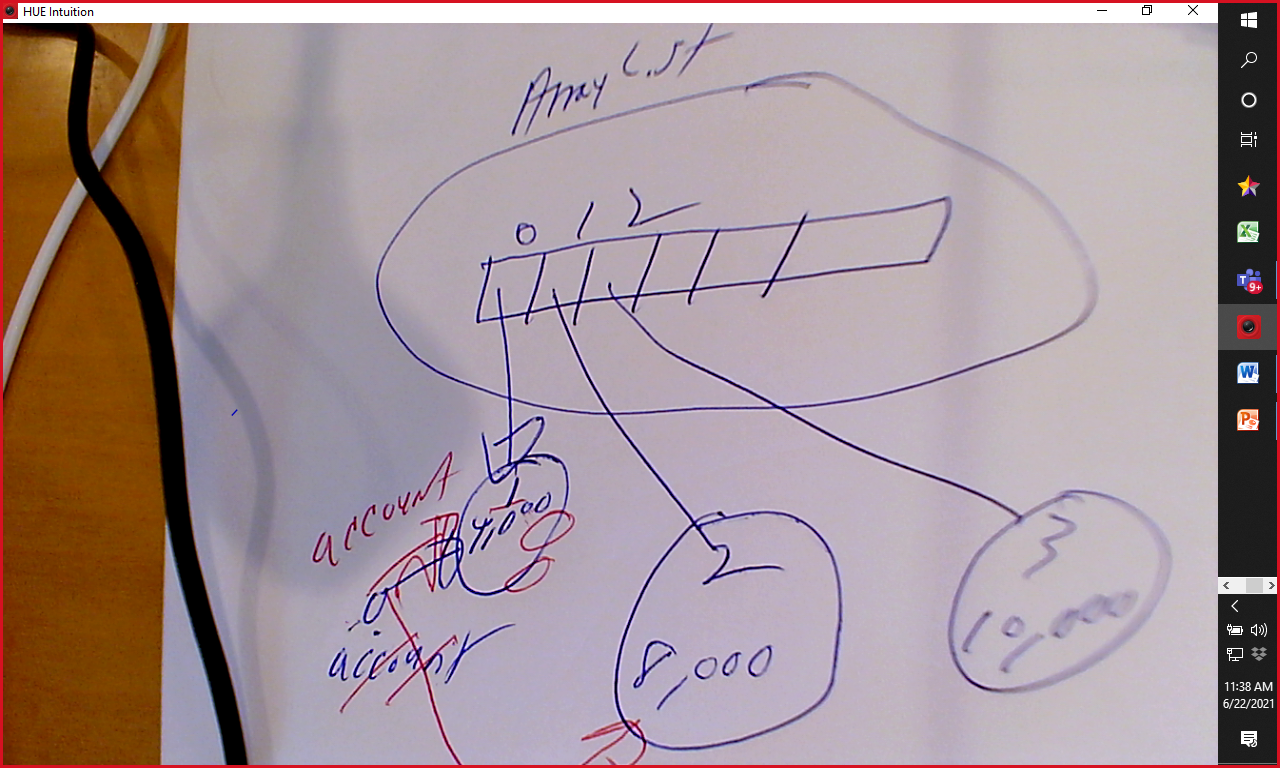 HUE Intuition
Array List
0 1 2
account
1
4,000
account
2
8,000
3
10,000
9+
11:38 AM
6/22/2021